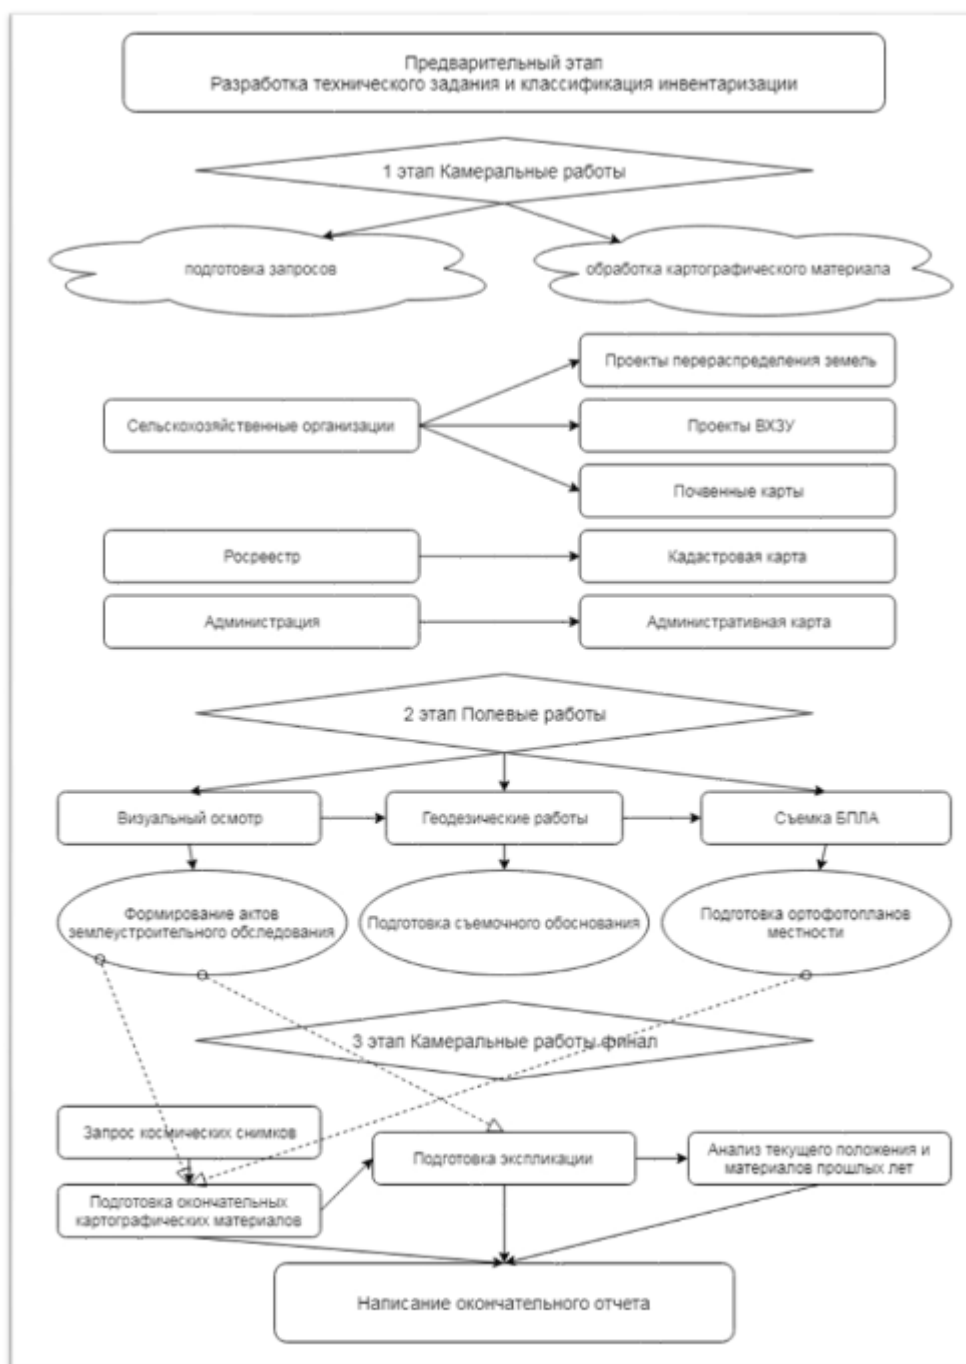 Предварительный этап
Разработка технического задания и классификация инвентаризации
1 этап Камеральные работы
подготовка запросов
обработка картографического материала
Проекты перераспределения земель
Сельскохозяйственные организации
Проекты ВХЗУ
Почвенные карты
Росреестр
Кадастровая карта
Администрация
Административная карта
2 этап Полевые работы
Визуальный осмотр
Геодезические работы
Съемка БПЛА
Формирование актов
землеустроительного обследования
Подготовка съемочного обоснования
Подготовка ортофотопланов
местности
3 этап Камеральные работы финал
Запрос космических снимков
Подготовка экспликации
Анализ текущего положения и
материалов прошлых лет
Подготовка окончательных
картографических материалов
Написание окончательного отчета